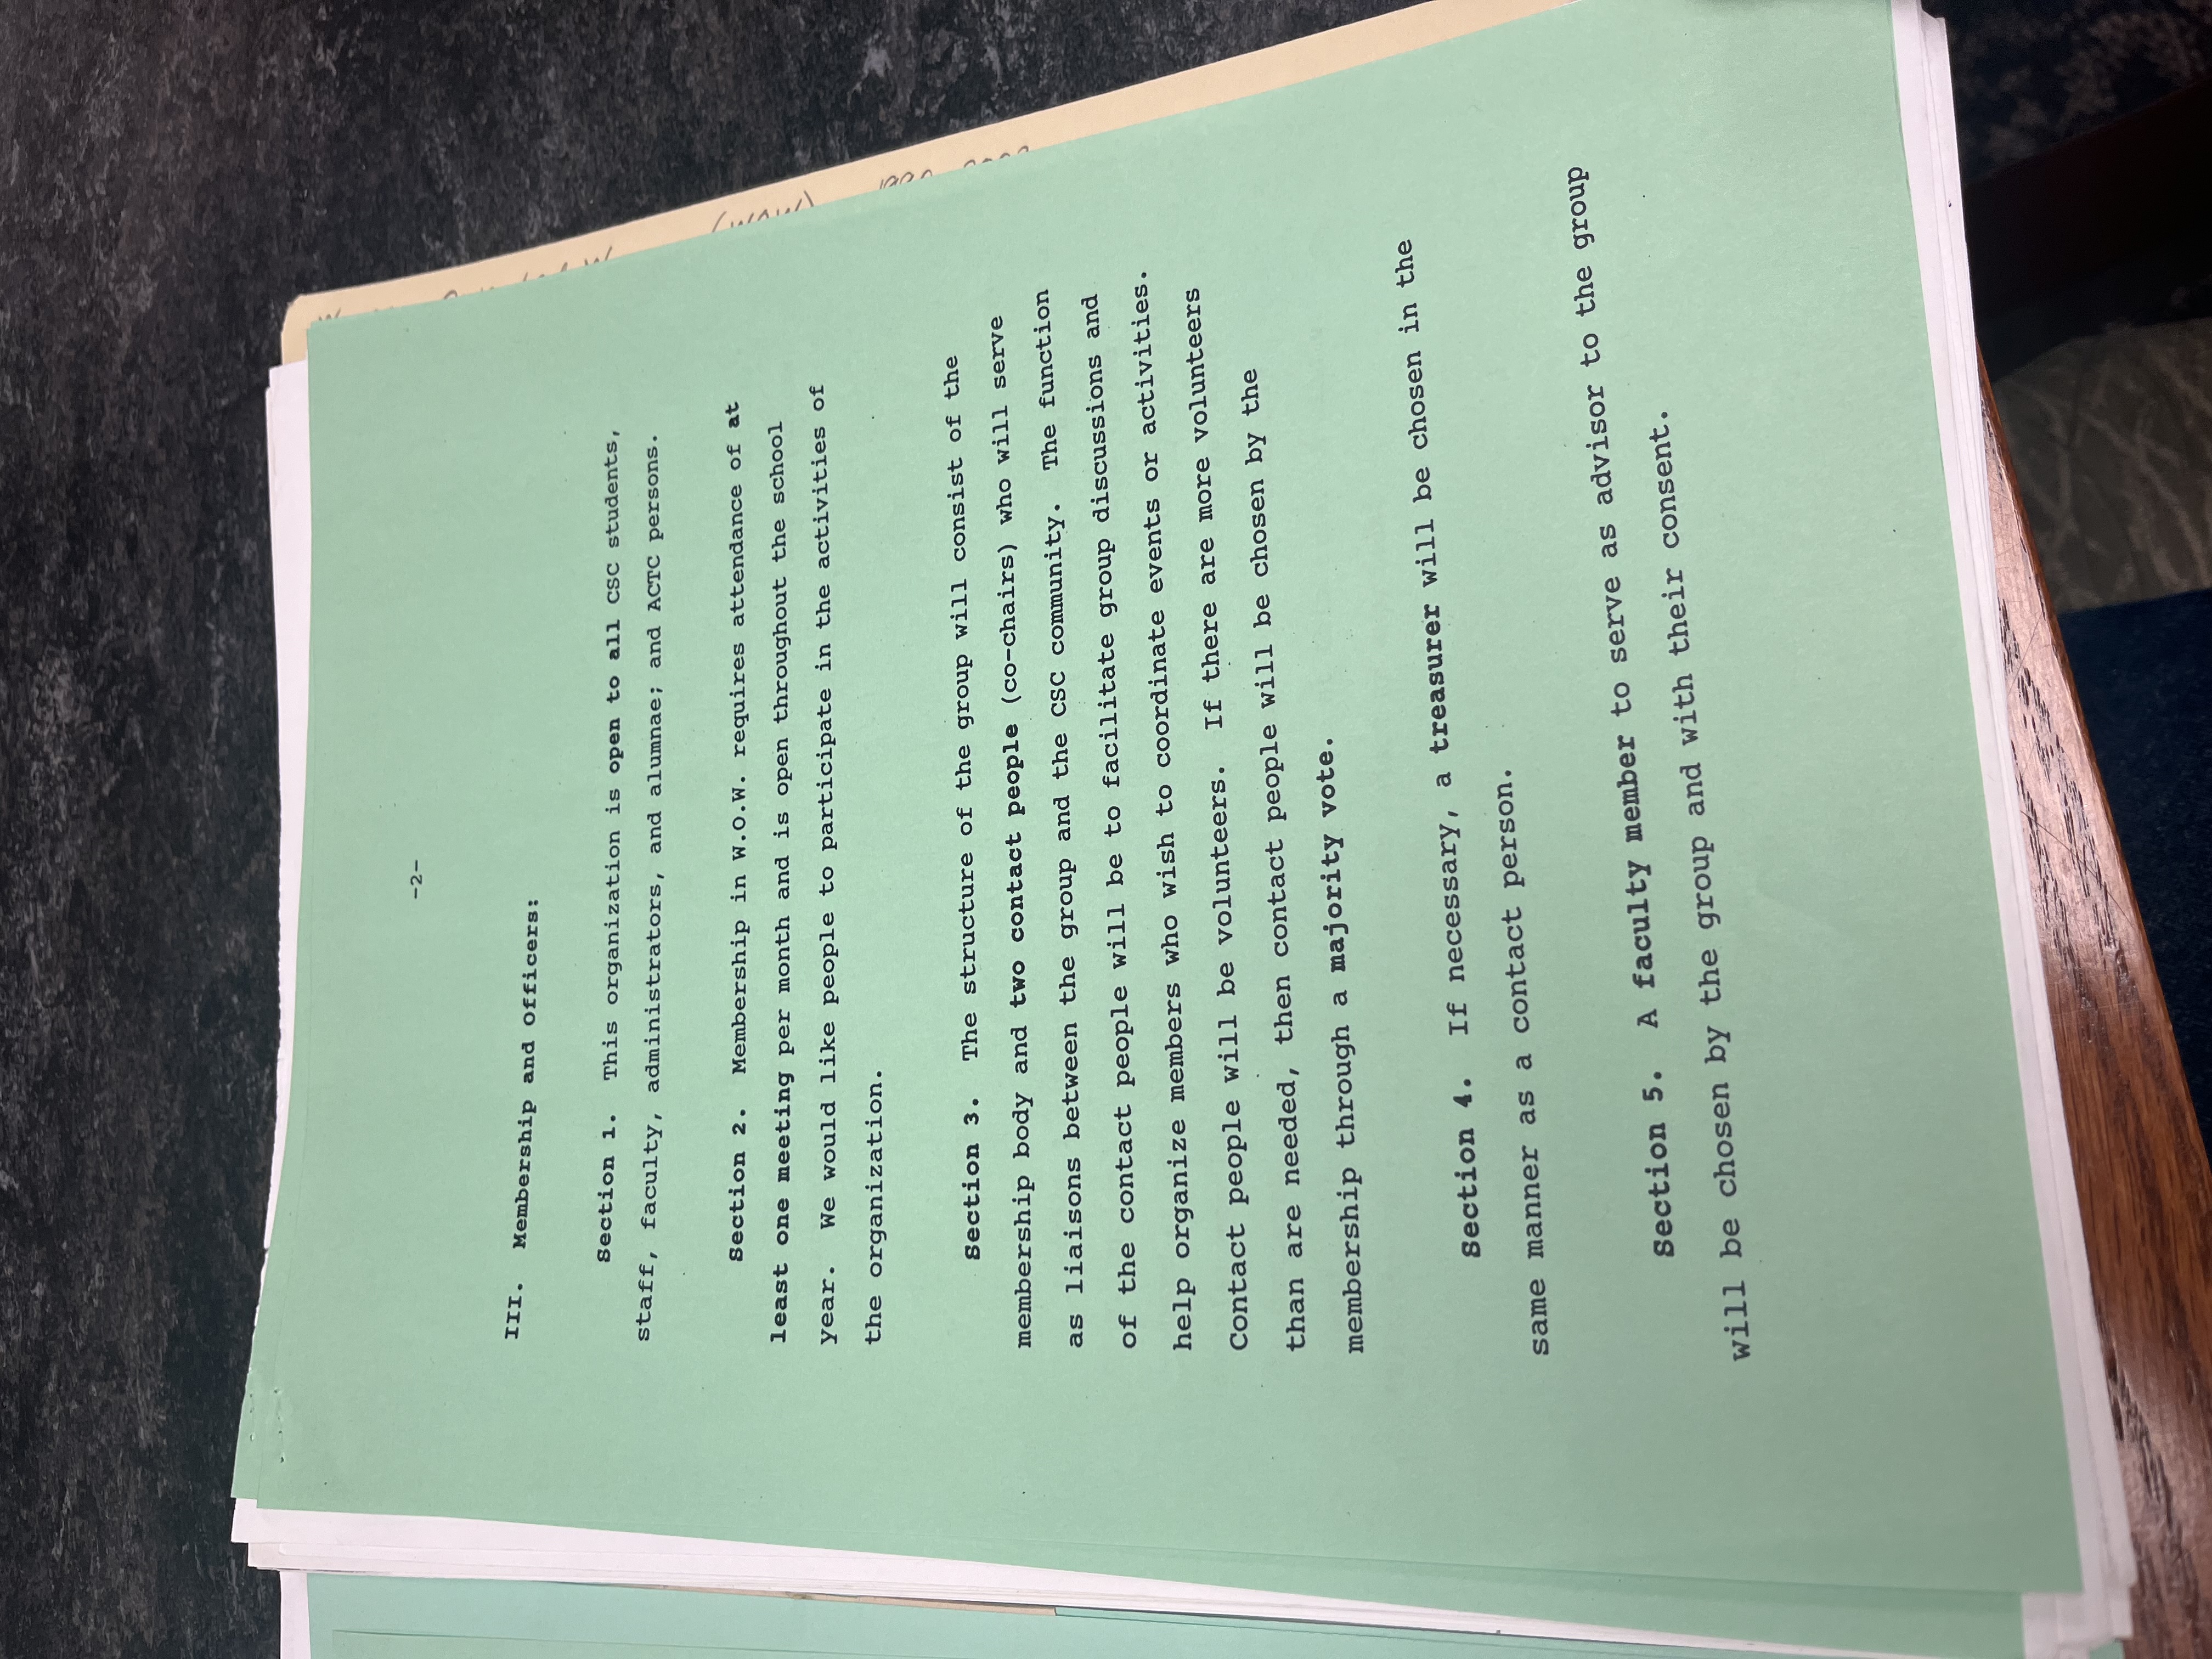 -2-
III. Membership and Officers:
Section 1. This organization is open to all CSC students,
staff, faculty, administrators, and alumnae; and ACTC persons.
Section 2. Membership in W.O.W. requires attendance of at
least one meeting per month and is open throughout the school
year. We would like people to participate in the activities of
the organization.
Section 3. The structure of the group will consist of the
membership body and two contact people (co-chairs) who will serve
as liaisons between the group and the CSC community. The function
of the contact people will be to facilitate group discussions and
help organize members who wish to coordinate events or activities.
Contact people will be volunteers. If there are more volunteers
than are needed, then contact people will be chosen by the
membership through a majority vote.
Section 4. If necessary, a treasurer will be chosen in the
same manner as a contact person.
Section 5. A faculty member to serve as advisor to the group
will be chosen by the group and with their consent.